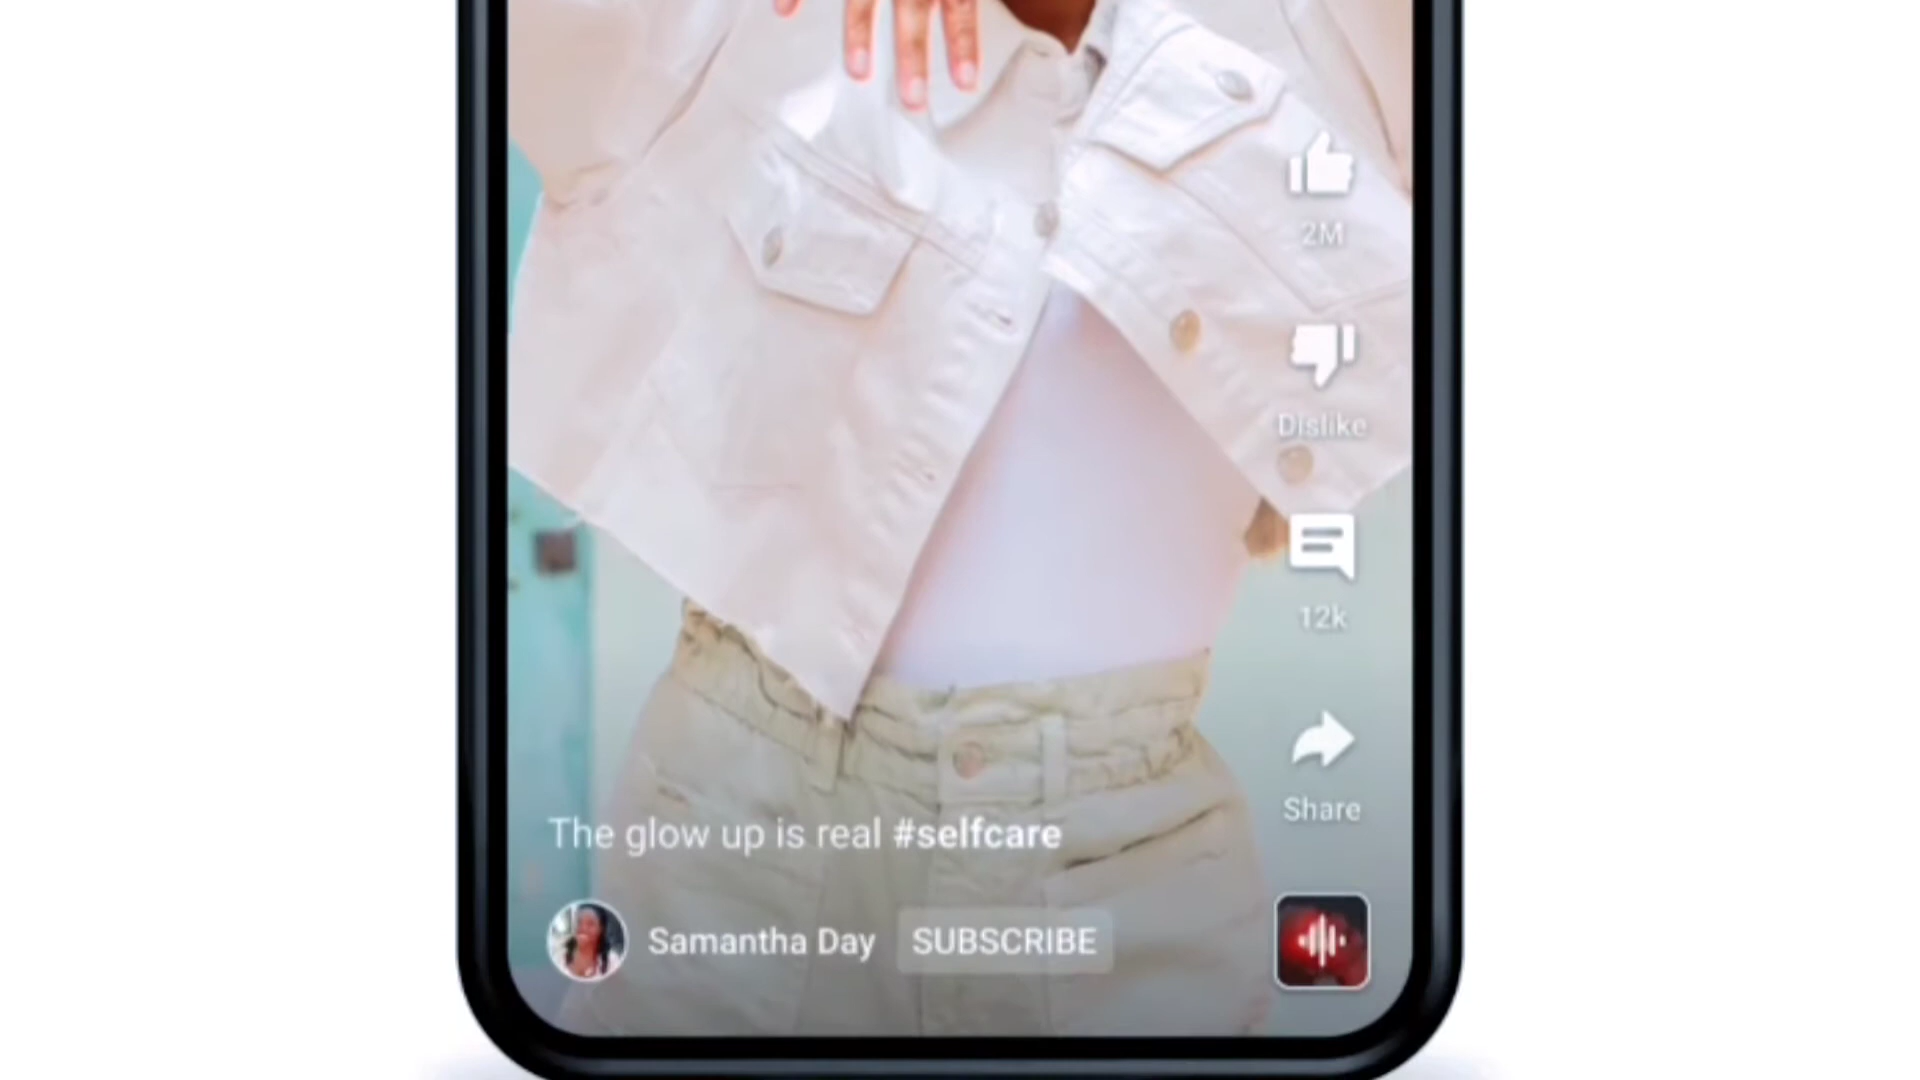 2M
Dislike
12k
Share
The glow up is real #selfcare
Samantha Day SUBSCRIBE